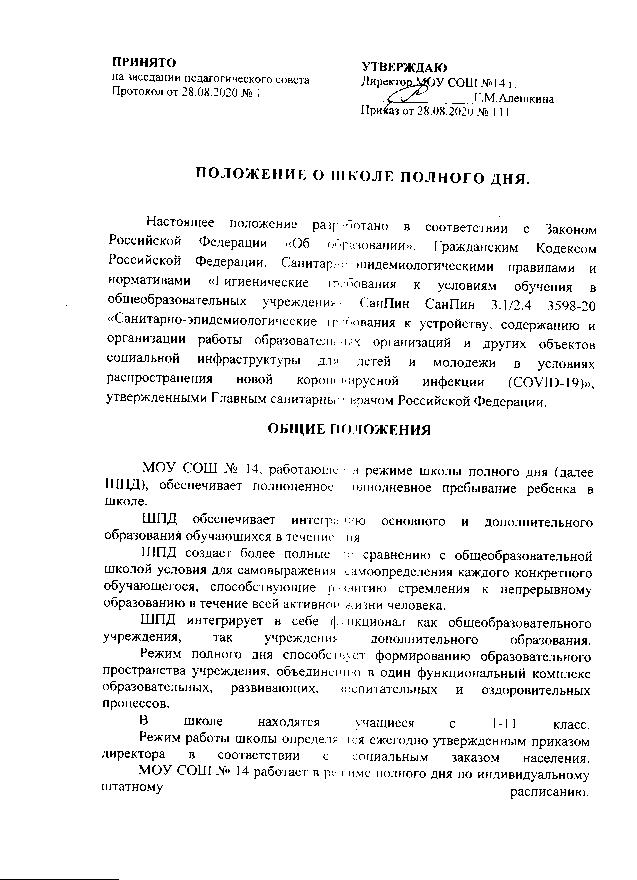 ПРИНЯТО
на заседании педагогического совета
Протокол от 28.08.2020 № 1
УТВЕРЖДАЮ
Директор МОУ СОШ №14 г.
Г.М.Алешкина
Приказ от 28.08.2020 № 111
ПОЛОЖЕНИЕ О ШКОЛЕ ПОЛНОГО ДНЯ.
Настоящее положение разработано в соответствии с Законом
Российской Федерации «Об образовании». Гражданским Кодексом
Российской Федерации. Санитарно-эпидемиологическими правилами и
нормативами «Гигиенические требования к условиям обучения в
общеобразовательных учреждениях СанПин СанПин 3.1/2.4 3598-20
«Санитарно-эпидемиологические требования к устройству, содержанию и
организации работы образовательных организаций и других объектов
социальной инфраструктуры для детей и молодежи в условиях
распространения новой коронавирусной инфекции (COVID-19)»,
утвержденными Главным санитарным врачом Российской Федерации.
ОБЩИЕ ПОЛОЖЕНИЯ
МОУ СОШ № 14, работающее в режиме школы полного дня (далее
ШПД), обеспечивает полноценное полнодневное пребывание ребенка в
школе.
ШПД обеспечивает интеграцию основного и дополнительного
образования обучающихся в течение дня
ШПД создает более полные по сравнению с общеобразовательной
школой условия для самовыражения самоопределения каждого конкретного
обучающегося, способствующие развитию стремления к непрерывному
образованию в течение всей активной жизни человека.
ШПД интегрирует в себе функционал как общеобразовательного
учреждения, так учреждения дополнительного образования.
Режим полного дня способствует формированию образовательного
пространства учреждения, объединению в один функциональный комплекс
образовательных, развивающих, воспитательных и оздоровительных
процессов.
В школе находятся учащиеся с 1-11 класс.
Режим работы школы определяется ежегодно утвержденным приказом
директора в соответствии с социальным заказом населения.
МОУ СОШ № 14 работает в режиме полного дня по индивидуальному
штатному расписанию.